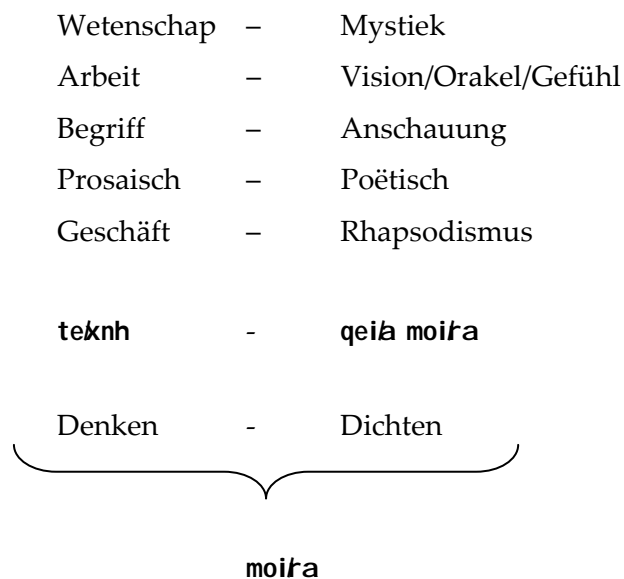 Wetenschap – Mystiek
Arbeit – Vision/Orakel/Gefühl
Begriff – Anschauung
Prosaisch – Poëtisch
Geschäft – Rhapsodismus
te/xnh - qei/a moi/ra
Denken - Dichten
moi/ra